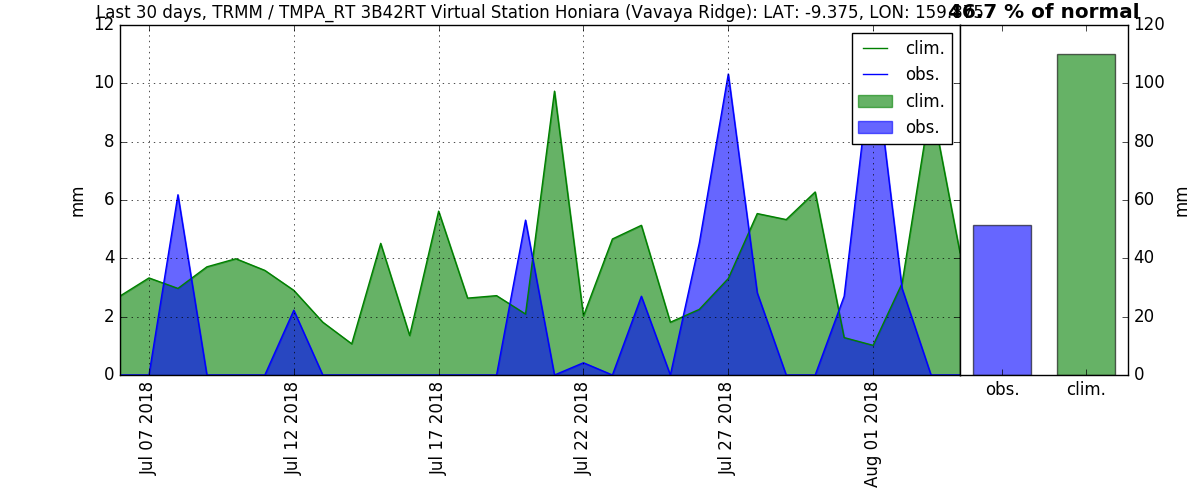 Last 30 days, TRMM / TMPA_RT 3B42RT Virtual Station Honiara (Vavaya Ridge): LAT: -9.375, LON:
46.7 % of normal
12
10
8
6
4
2
0
mm
clim.
obs.
clim.
obs.
Jul 07 2018
Jul 12 2018
Jul 17 2018
Jul 22 2018
Jul 27 2018
Aug 01 2018
120
100
80
60
40
20
0
mm
obs.
clim.